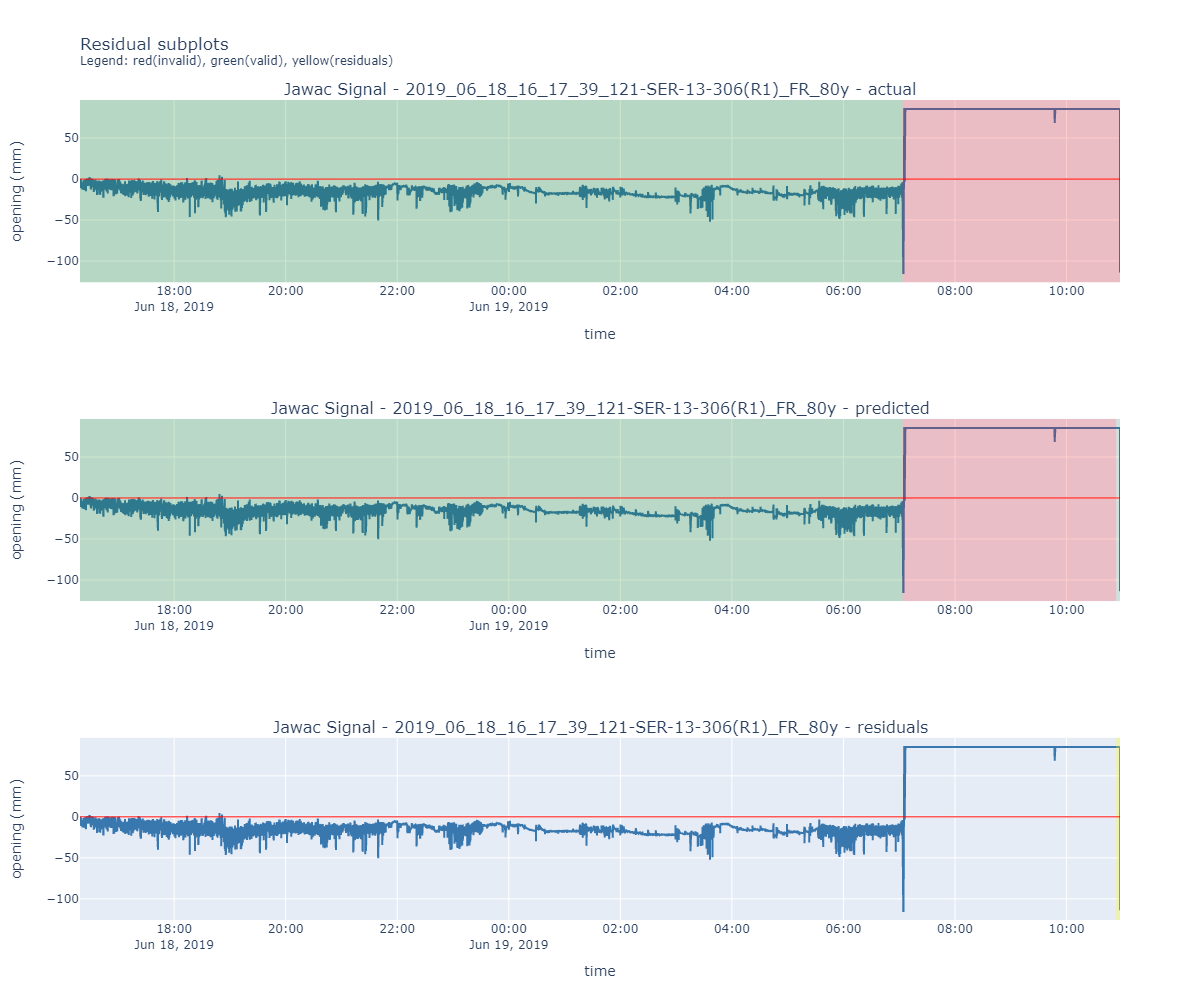 Residual subplots
Legend: red(invalid), green(valid), yellow(residuals)
Jawac Signal - 2019_06_18_16_17_39_121-SER-13-306(R1)_FR_80y - actual
opening (mm)
50
0
−50
−100
18:00 20:00 22:00 00:00 02:00 04:00 06:00 08:00 10:00
Jun 18, 2019 Jun 19, 2019
time
Jawac Signal - 2019_06_18_16_17_39_121-SER-13-306(R1)_FR_80y - predicted
opening (mm)
50
0
−50
−100
18:00 20:00 22:00 00:00 02:00 04:00 06:00 08:00 10:00
Jun 18, 2019 Jun 19, 2019
time
Jawac Signal - 2019_06_18_16_17_39_121-SER-13-306(R1)_FR_80y - residuals
opening (mm)
50
0
−50
−100
18:00 20:00 22:00 00:00 02:00 04:00 06:00 08:00 10:00
Jun 18, 2019 Jun 19, 2019
time